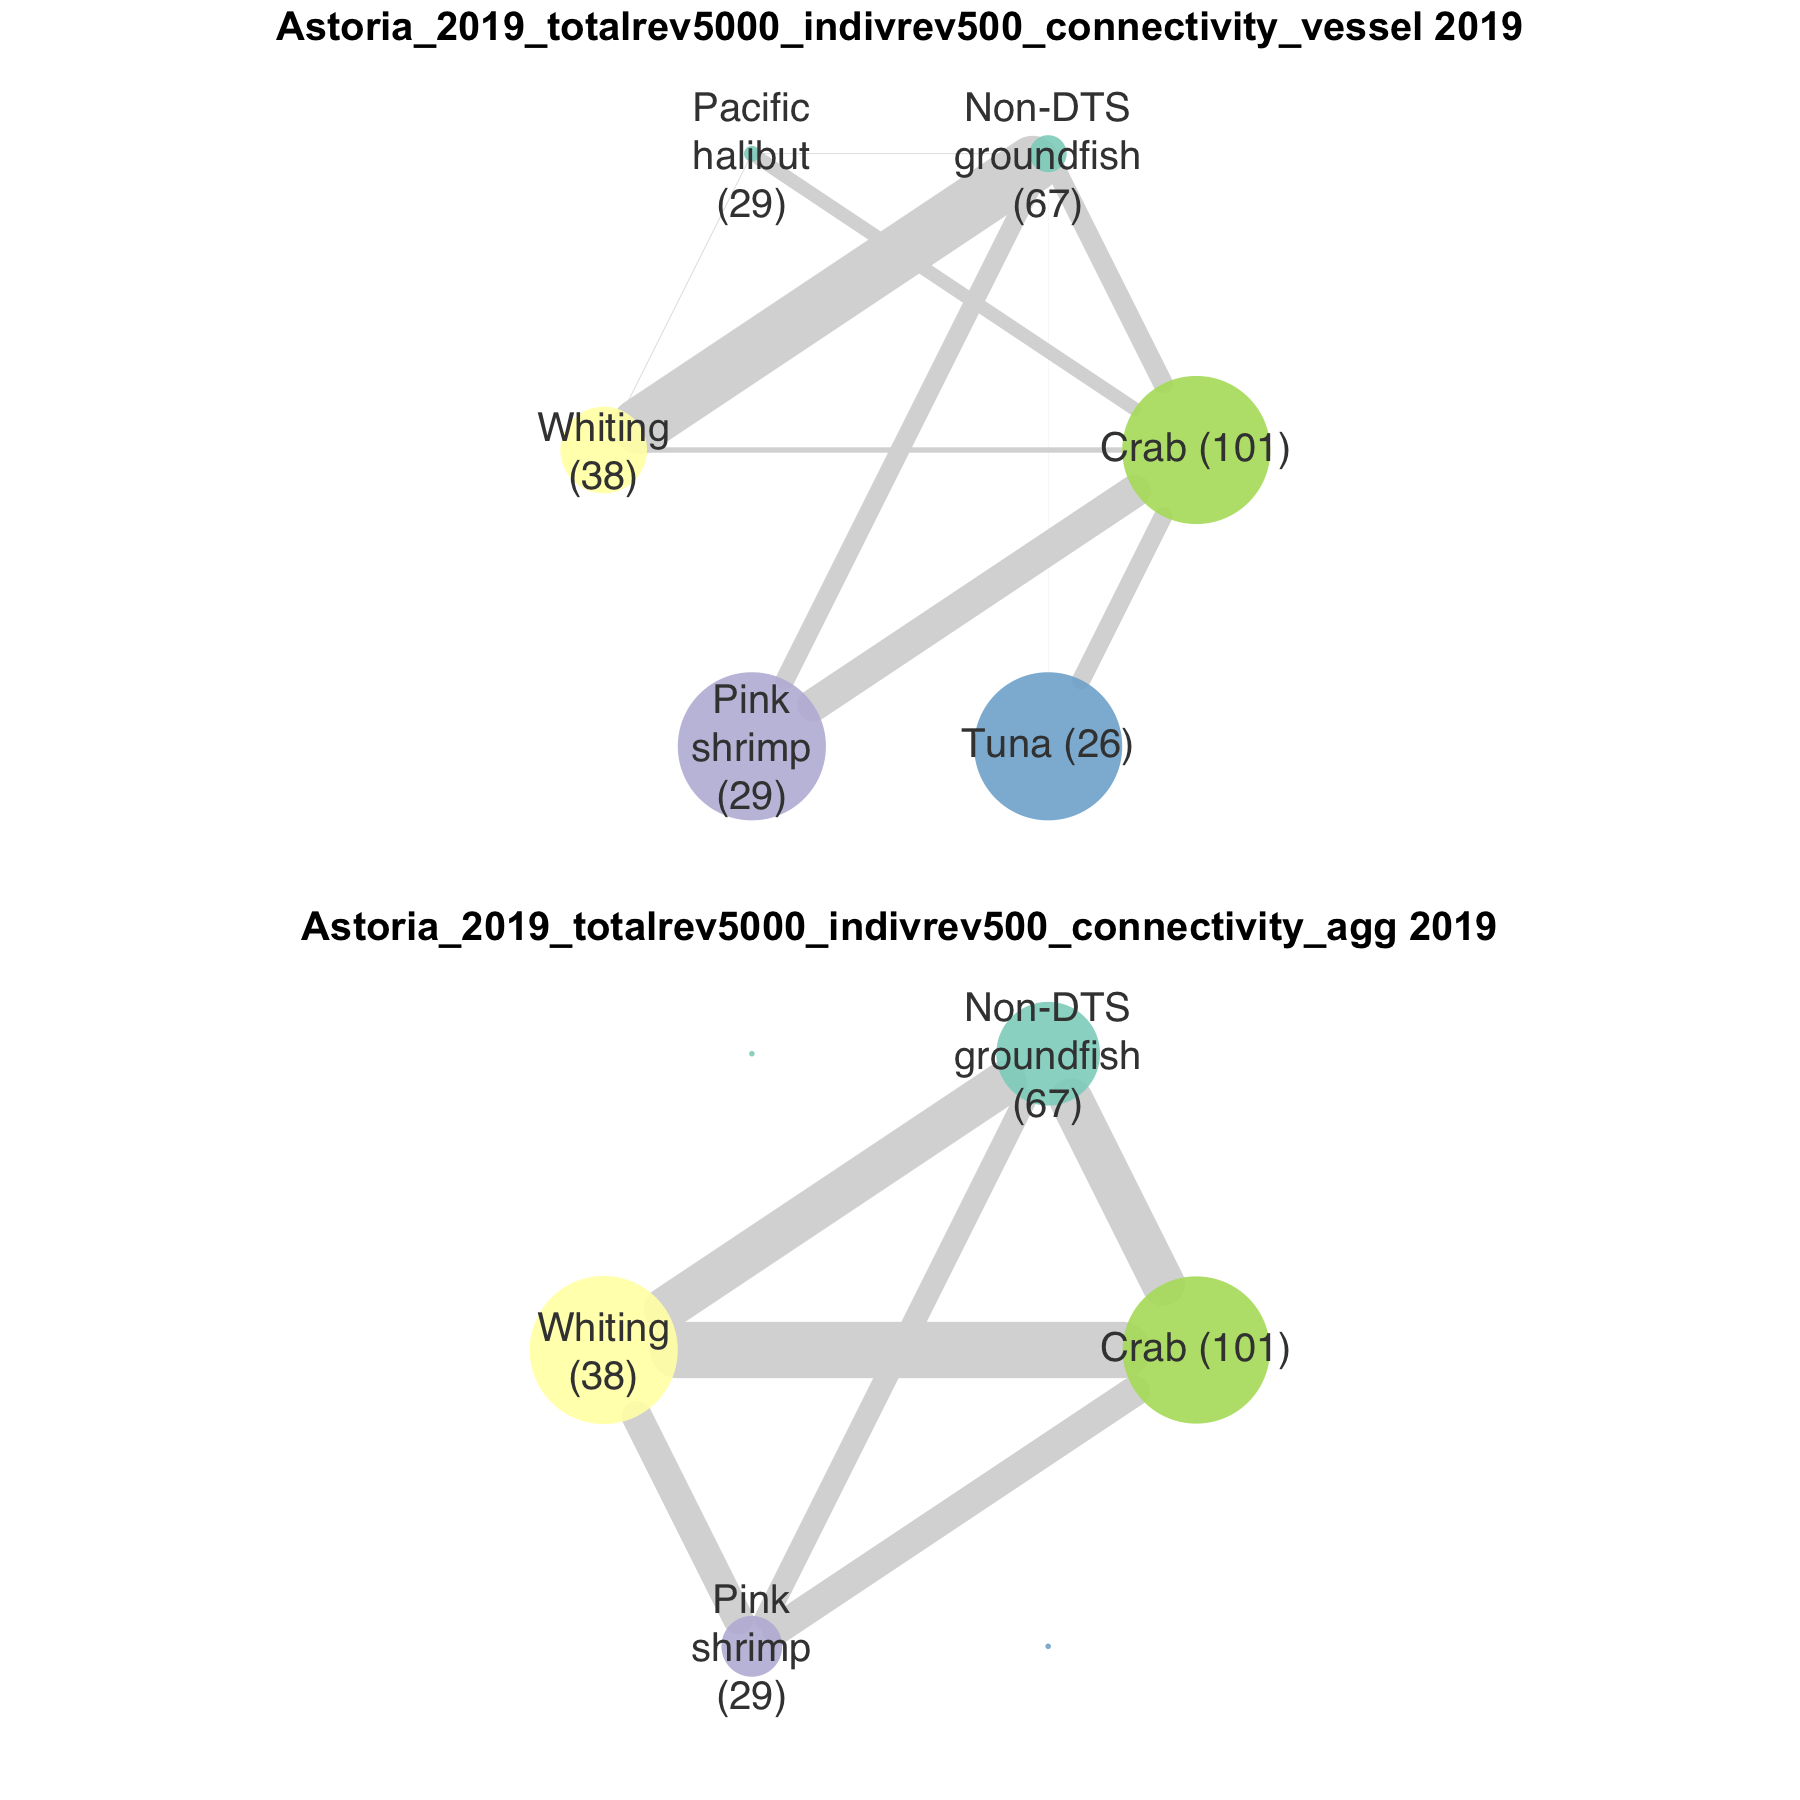 Astoria_2019_totalrev5000_indivrev500_connectivity_vessel 2019
Pacific
halibut
(29)
Non-DTS
groundfish
(67)
Whiting
(38)
Crab (101)
Pink
shrimp
(29)
Tuna (26)
Astoria_2019_totalrev5000_indivrev500_connectivity_agg 2019
Non-DTS
groundfish
(67)
Whiting
(38)
Crab (101)
Pink
shrimp
(29)